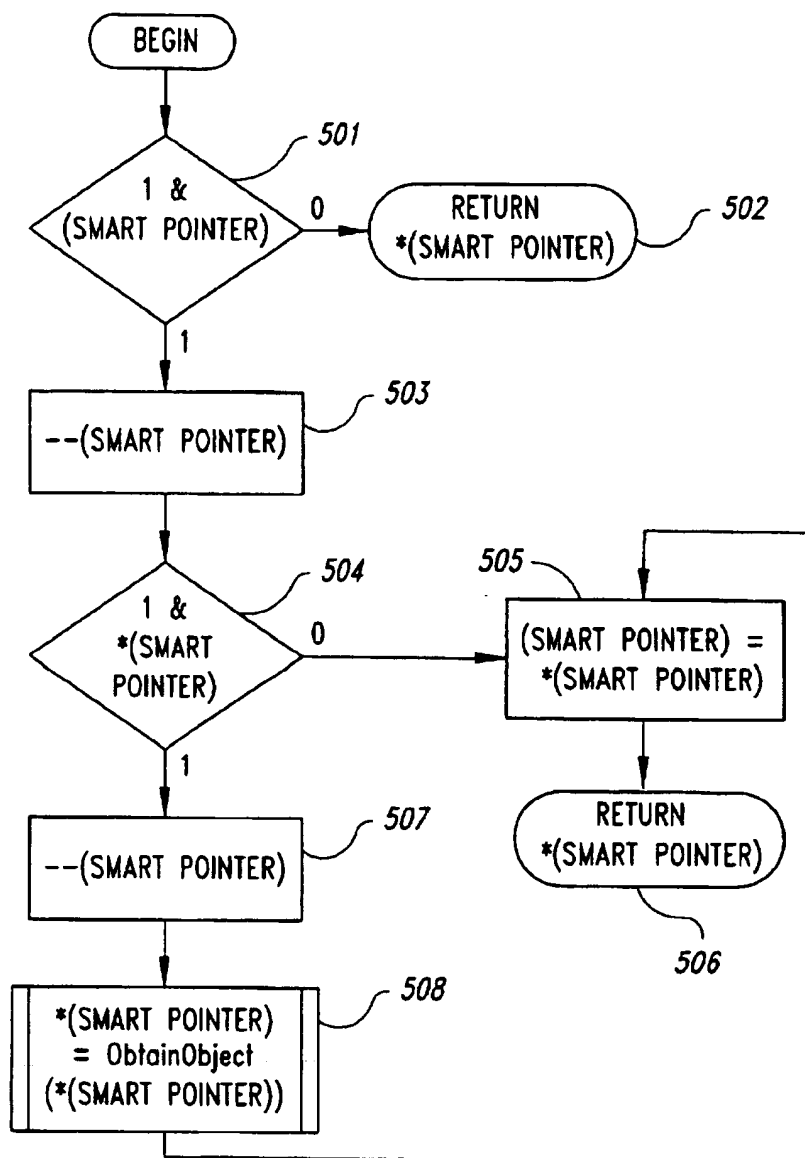 BEGIN
501
1 &
(SMART POINTER)
0
RETURN
*(SMART POINTER)
502
1
503
--(SMART POINTER)
504
1 &
*(SMART
POINTER)
0
505
(SMART POINTER) =
*(SMART POINTER)
1
507
--(SMART POINTER)
RETURN
*(SMART POINTER)
506
508
*(SMART POINTER)
= ObtainObject
(*(SMART POINTER))